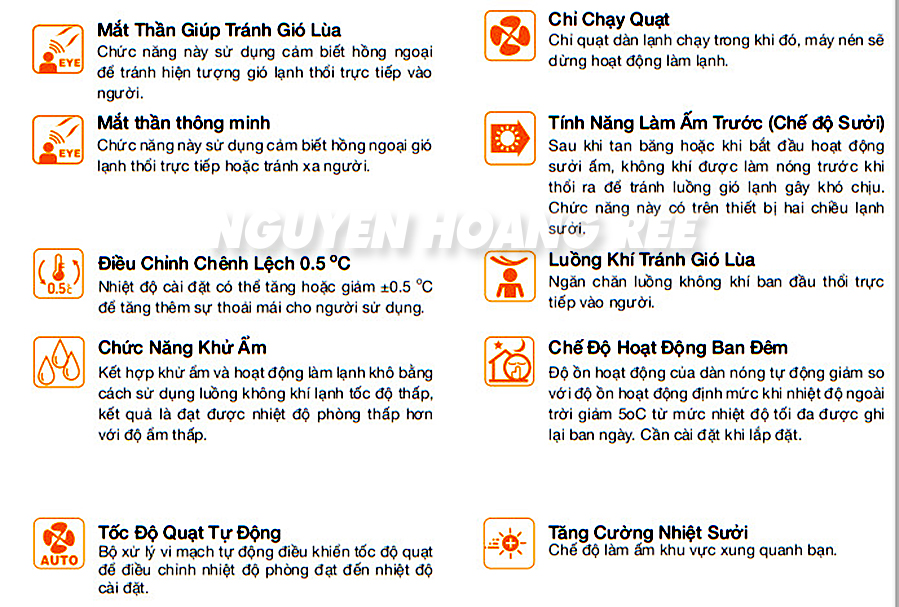 EYE
Mắt Thần Giúp Tránh Gió Lùa
Chức năng này sử dụng cảm biết hồng ngoại
để tránh hiện tượng gió lạnh thổi trực tiếp vào
người.
EYE
Mắt thần thông minh
Chức năng này sử dụng cảm biết hồng ngoại gió
lạnh thổi trực tiếp hoặc tránh xa người.
0.5℃
Điều Chỉnh Chênh Lệch 0.5 °C
Nhiệt độ cài đặt có thể tăng hoặc giảm ±0.5 °C
để tăng thêm sự thoải mái cho người sử dụng.
Chức Năng Khử Ẩm
Kết hợp khử ẩm và hoạt động làm lạnh khô bằng
cách sử dụng luồng không khí lạnh tốc độ thấp,
kết quả là đạt được nhiệt độ phòng thấp hơn
với độ ẩm thấp.
AUTO
Tốc Độ Quạt Tự Động
Bộ xử lý vi mạch tự động điều khiển tốc độ quạt
để điều chỉnh nhiệt độ phòng đạt đến nhiệt độ
cài đặt.
Chỉ Chạy Quạt
Chỉ quạt dàn lạnh chạy trong khi đó, máy nén sẽ
dừng hoạt động làm lạnh.
Tính Năng Làm Ấm Trước (Chế độ Sưởi)
Sau khi tan băng hoặc khi bắt đầu hoạt động
sưởi ấm, không khí được làm nóng trước khi
thổi ra để tránh luồng gió lạnh gây khó chịu.
Chức năng này có trên thiết bị hai chiều lạnh
sưởi.
Luồng Khí Tránh Gió Lùa
Ngăn chăn luồng không khí ban đầu thổi trực
tiếp vào người.
Chế Độ Hoạt Động Ban Đêm
Độ ồn hoạt động của dàn nóng tự động giảm so
với độ ồn hoạt động định mức khi nhiệt độ ngoài
trời giảm 5oC từ mức nhiệt độ tối đa được ghi
lại ban ngày. Cần cài đặt khi lắp đặt.
Tăng Cường Nhiệt Sưởi
Chế độ làm ấm khu vực xung quanh bạn.
NGUYEN HOANG REE